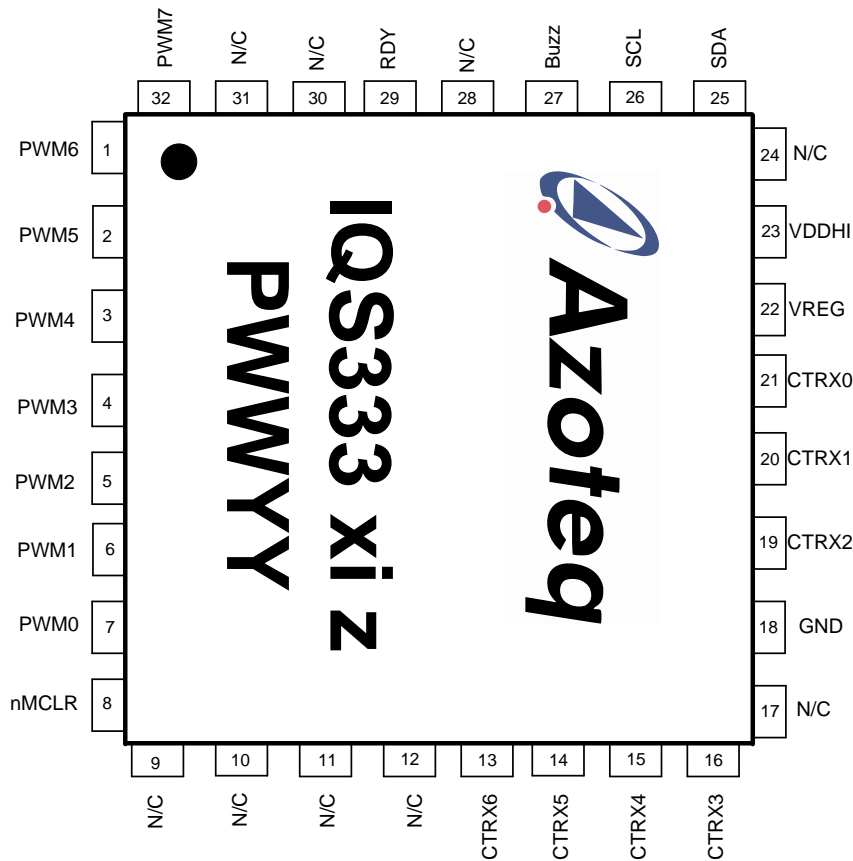 PWM7
N/C
N/C
RDY
N/C
Buzz
SCL
SDA
32
31
30
29
28
27
26
25
PWM6 1
PWM5 2
PWM4 3
PWM3 4
PWM2 5
PWM1 6
PWM0 7
nMCLR 8
Azoteq
IQS333 xi z
PWWYY
24 N/C
23 VDDHI
22 VREG
21 CTRX0
20 CTRX1
19 CTRX2
18 GND
17 N/C
9
10
11
12
13
14
15
16
N/C
N/C
N/C
N/C
CTRX6
CTRX5
CTRX4
CTRX3